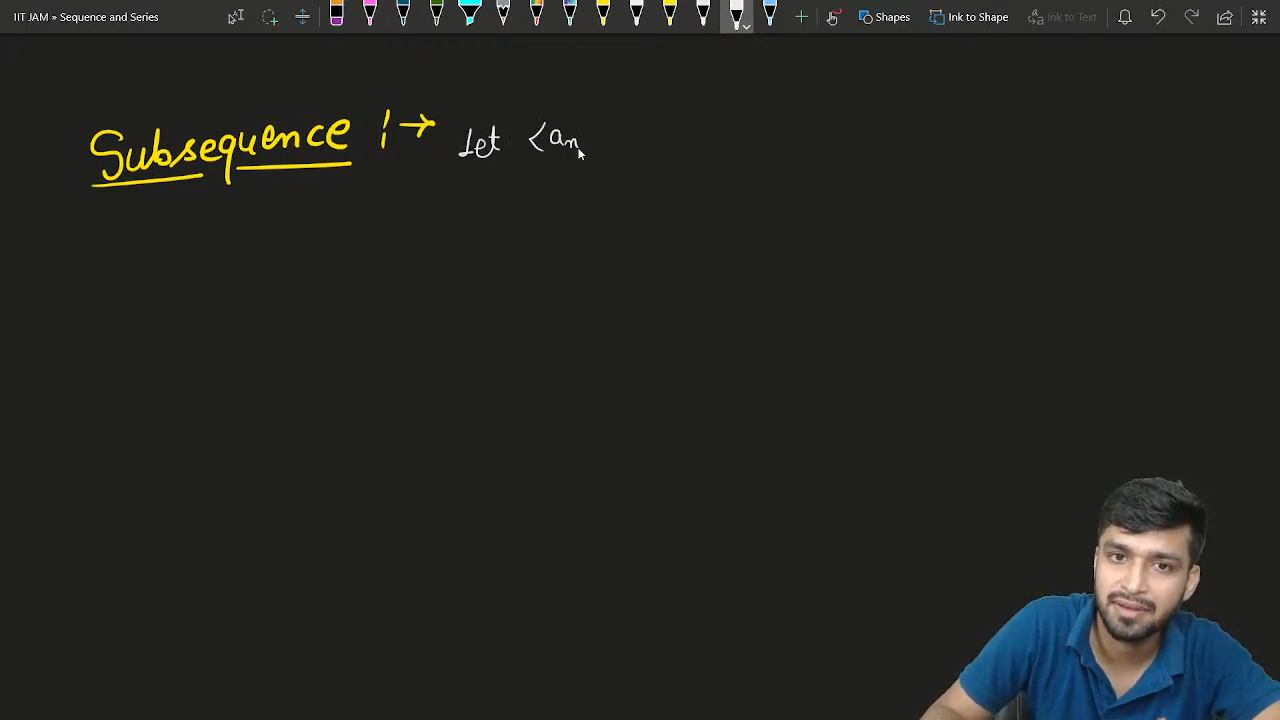 IIT JAM » Sequence and Series
Shapes
Ink to Shape
Ink to Text
Subsequence :→ Let <an